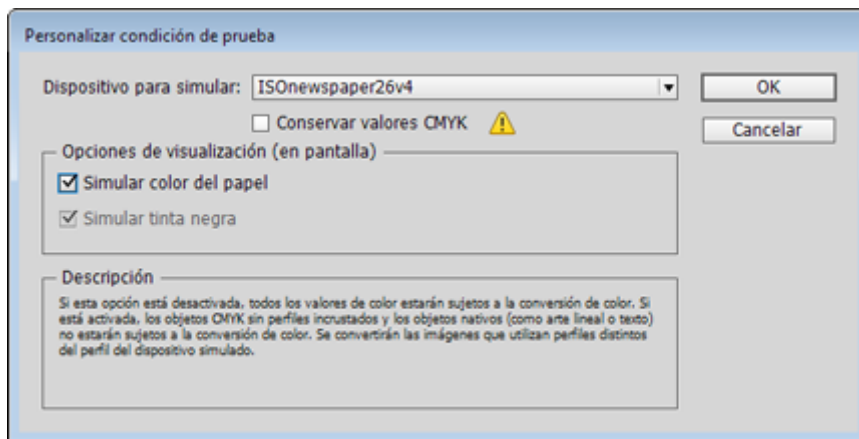 Personalizar condición de prueba
Dispositivo para simular: ISOnewspaper26v4
OK
Conservar valores CMYK
Cancelar
Opciones de visualización (en pantalla)
Simular color del papel
Simular tinta negra
Descripción
Si esta opción está desactivada, todos los valores de color estarán sujetos a la conversión de color. Si
está activada, los objetos CMYK sin perfiles incrustados y los objetos nativos (como arte lineal o texto)
no estarán sujetos a la conversión de color. Se convertirán las imágenes que utilizan perfiles distintos
del perfil del dispositivo simulado.